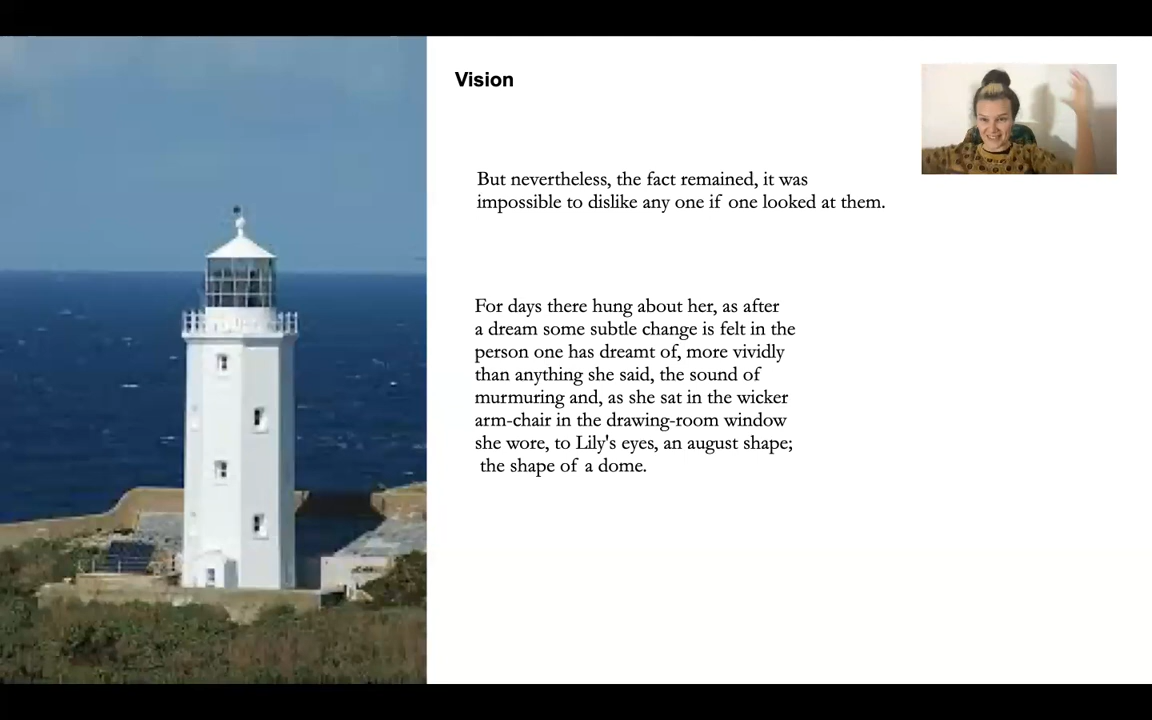 Vision
But nevertheless, the fact remained, it was
impossible to dislike any one if one looked at them.
For days there hung about her, as after
a dream some subtle change is felt in the
person one has dreamt of, more vividly
than anything she said, the sound of
murmuring and, as she sat in the wicker
arm-chair in the drawing-room window
she wore, to Lily's eyes, an august shape;
the shape of a dome.